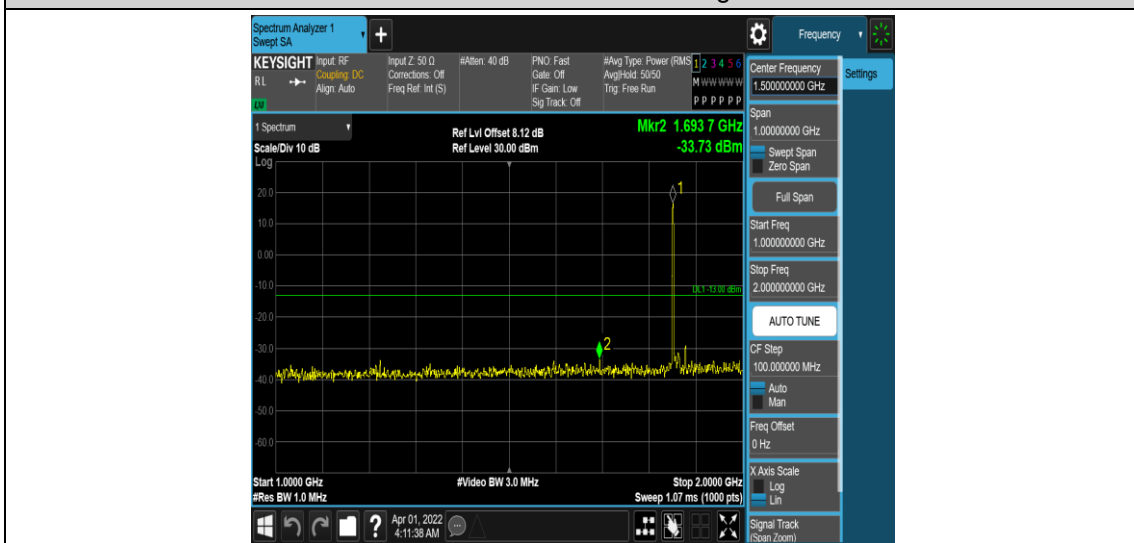 Spectrum Analyzer 1
Swept SA
+
Frequency
KEYSIGHT
RL
LXI
Input: RF
Coupling: DC
Align: Auto
Input Z: 50 Ω
Corrections: Off
Freq Ref: Int (S)
#Atten: 40 dB
PNO: Fast
Gate: Off
IF Gain: Low
Sig Track: Off
#Avg Type: Power (RMS
Avg|Hold: 50/50
Trig: Free Run
1 2 3 4 5 6
M W W W W W
P P P P P P
1 Spectrum
Scale/Div 10 dB
Log
Ref Lvl Offset 8.12 dB
Ref Level 30.00 dBm
Mkr2 1.693 7 GHz
-33.73 dBm
20.0
10.0
0.00
-10.0
-20.0
-30.0
-40.0
-50.0
-60.0
1
2
DL1 -13.00 dBm
Start 1.0000 GHz
#Res BW 1.0 MHz
#Video BW 3.0 MHz
Stop 2.0000 GHz
Sweep 1.07 ms (1000 pts)
Center Frequency
1.500000000 GHz
Span
1.00000000 GHz
Swept Span
Zero Span
Full Span
Start Freq
1.000000000 GHz
Stop Freq
2.000000000 GHz
AUTO TUNE
CF Step
100.000000 MHz
Auto
Man
Freq Offset
0 Hz
X Axis Scale
Log
Lin
Signal Track
(Span Zoom)
Settings
?
Apr 01, 2022
4:11:38 AM